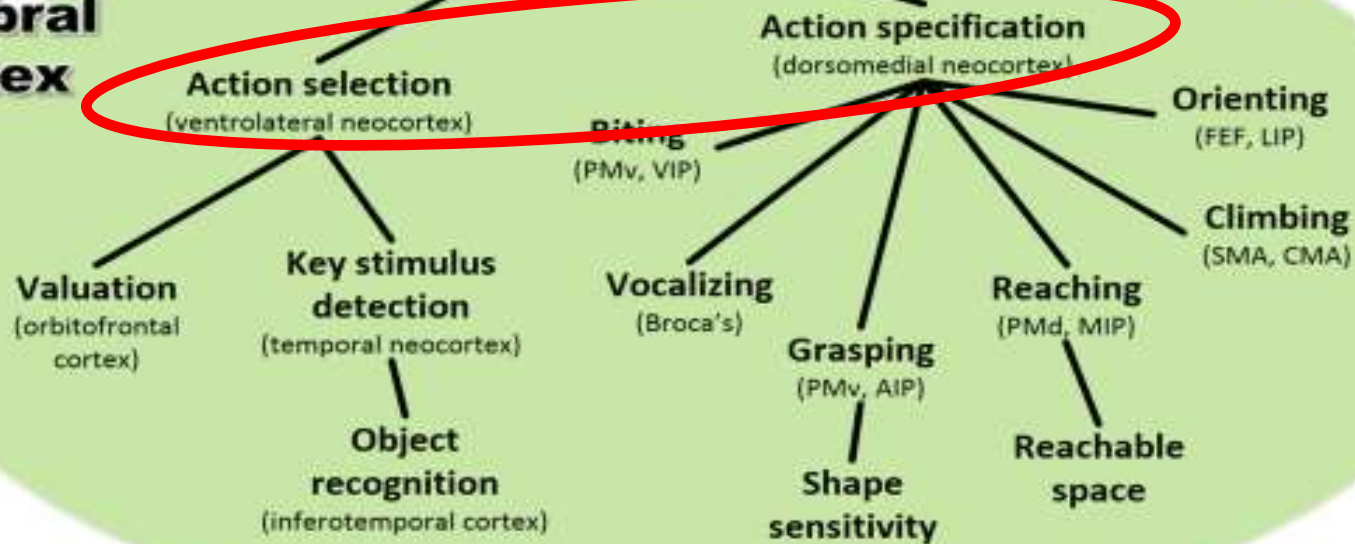 ex
Action specification
(dorsomedial neocortex)
Action selection
(ventrolateral neocortex)
Biting
(PMv, VIP)
Orienting
(FEF, LIP)
Climbing
(SMA, CMA)
Valuation
(orbitofrontal
cortex)
Key stimulus
detection
(temporal neocortex)
Vocalizing
(Broca's)
Reaching
(PMd, MIP)
Grasping
(PMv, AIP)
Object
recognition
(inferotemporal cortex)
Shape
sensitivity
Reachable
space